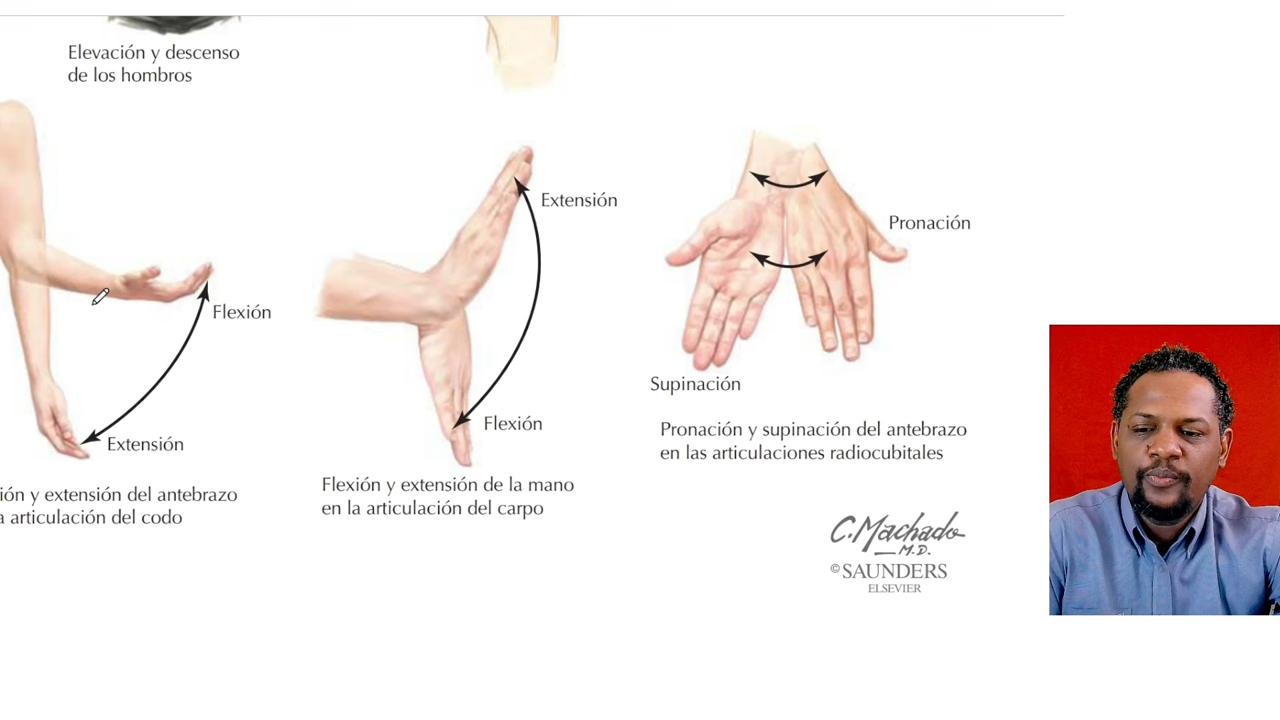 Elevación y descenso
de los hombros
Extensión
Flexión
Extensión
Flexión
Pronación
Supinación
ión y extensión del antebrazo
a articulación del codo
Flexión y extensión de la mano
en la articulación del carpo
Pronación y supinación del antebrazo
en las articulaciones radiocubitales
C. Machado
M.D.
© SAUNDERS
ELSEVIER